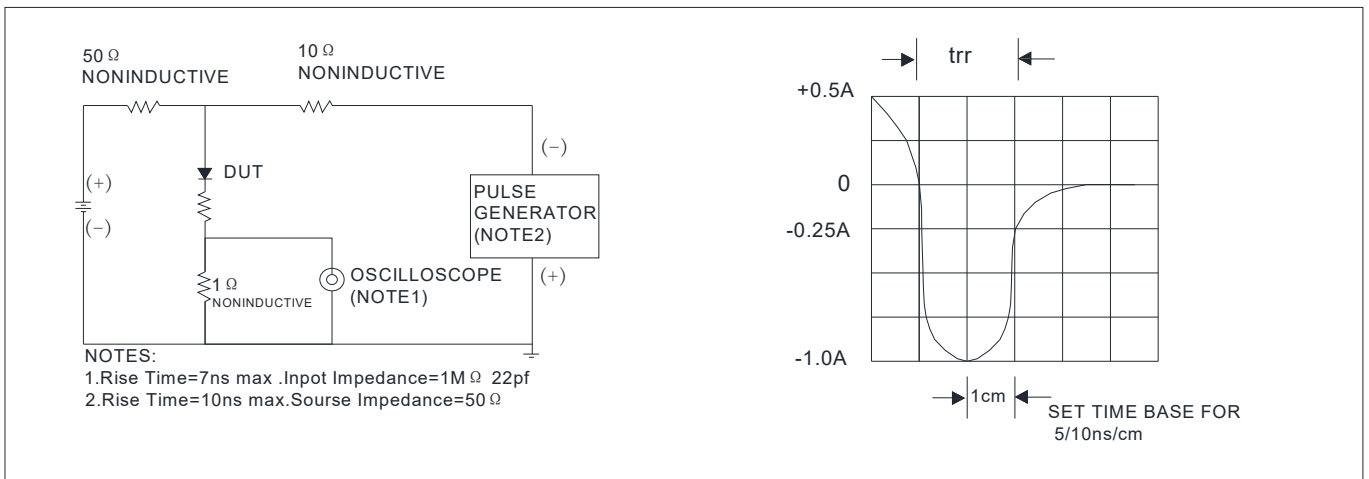 50 Ω
NONINDUCTIVE
10 Ω
NONINDUCTIVE
(+)
(-)
DUT
1 Ω
NONINDUCTIVE
OSCILLOSCOPE
(NOTE1)
(-)
PULSE
GENERATOR
(NOTE2)
(+)
NOTES:
1.Rise Time=7ns max .Inpot Impedance=1M Ω 22pf
2.Rise Time=10ns max.Sourse Impedance=50 Ω
trr
+0.5A
0
-0.25A
-1.0A
1cm
SET TIME BASE FOR
5/10ns/cm